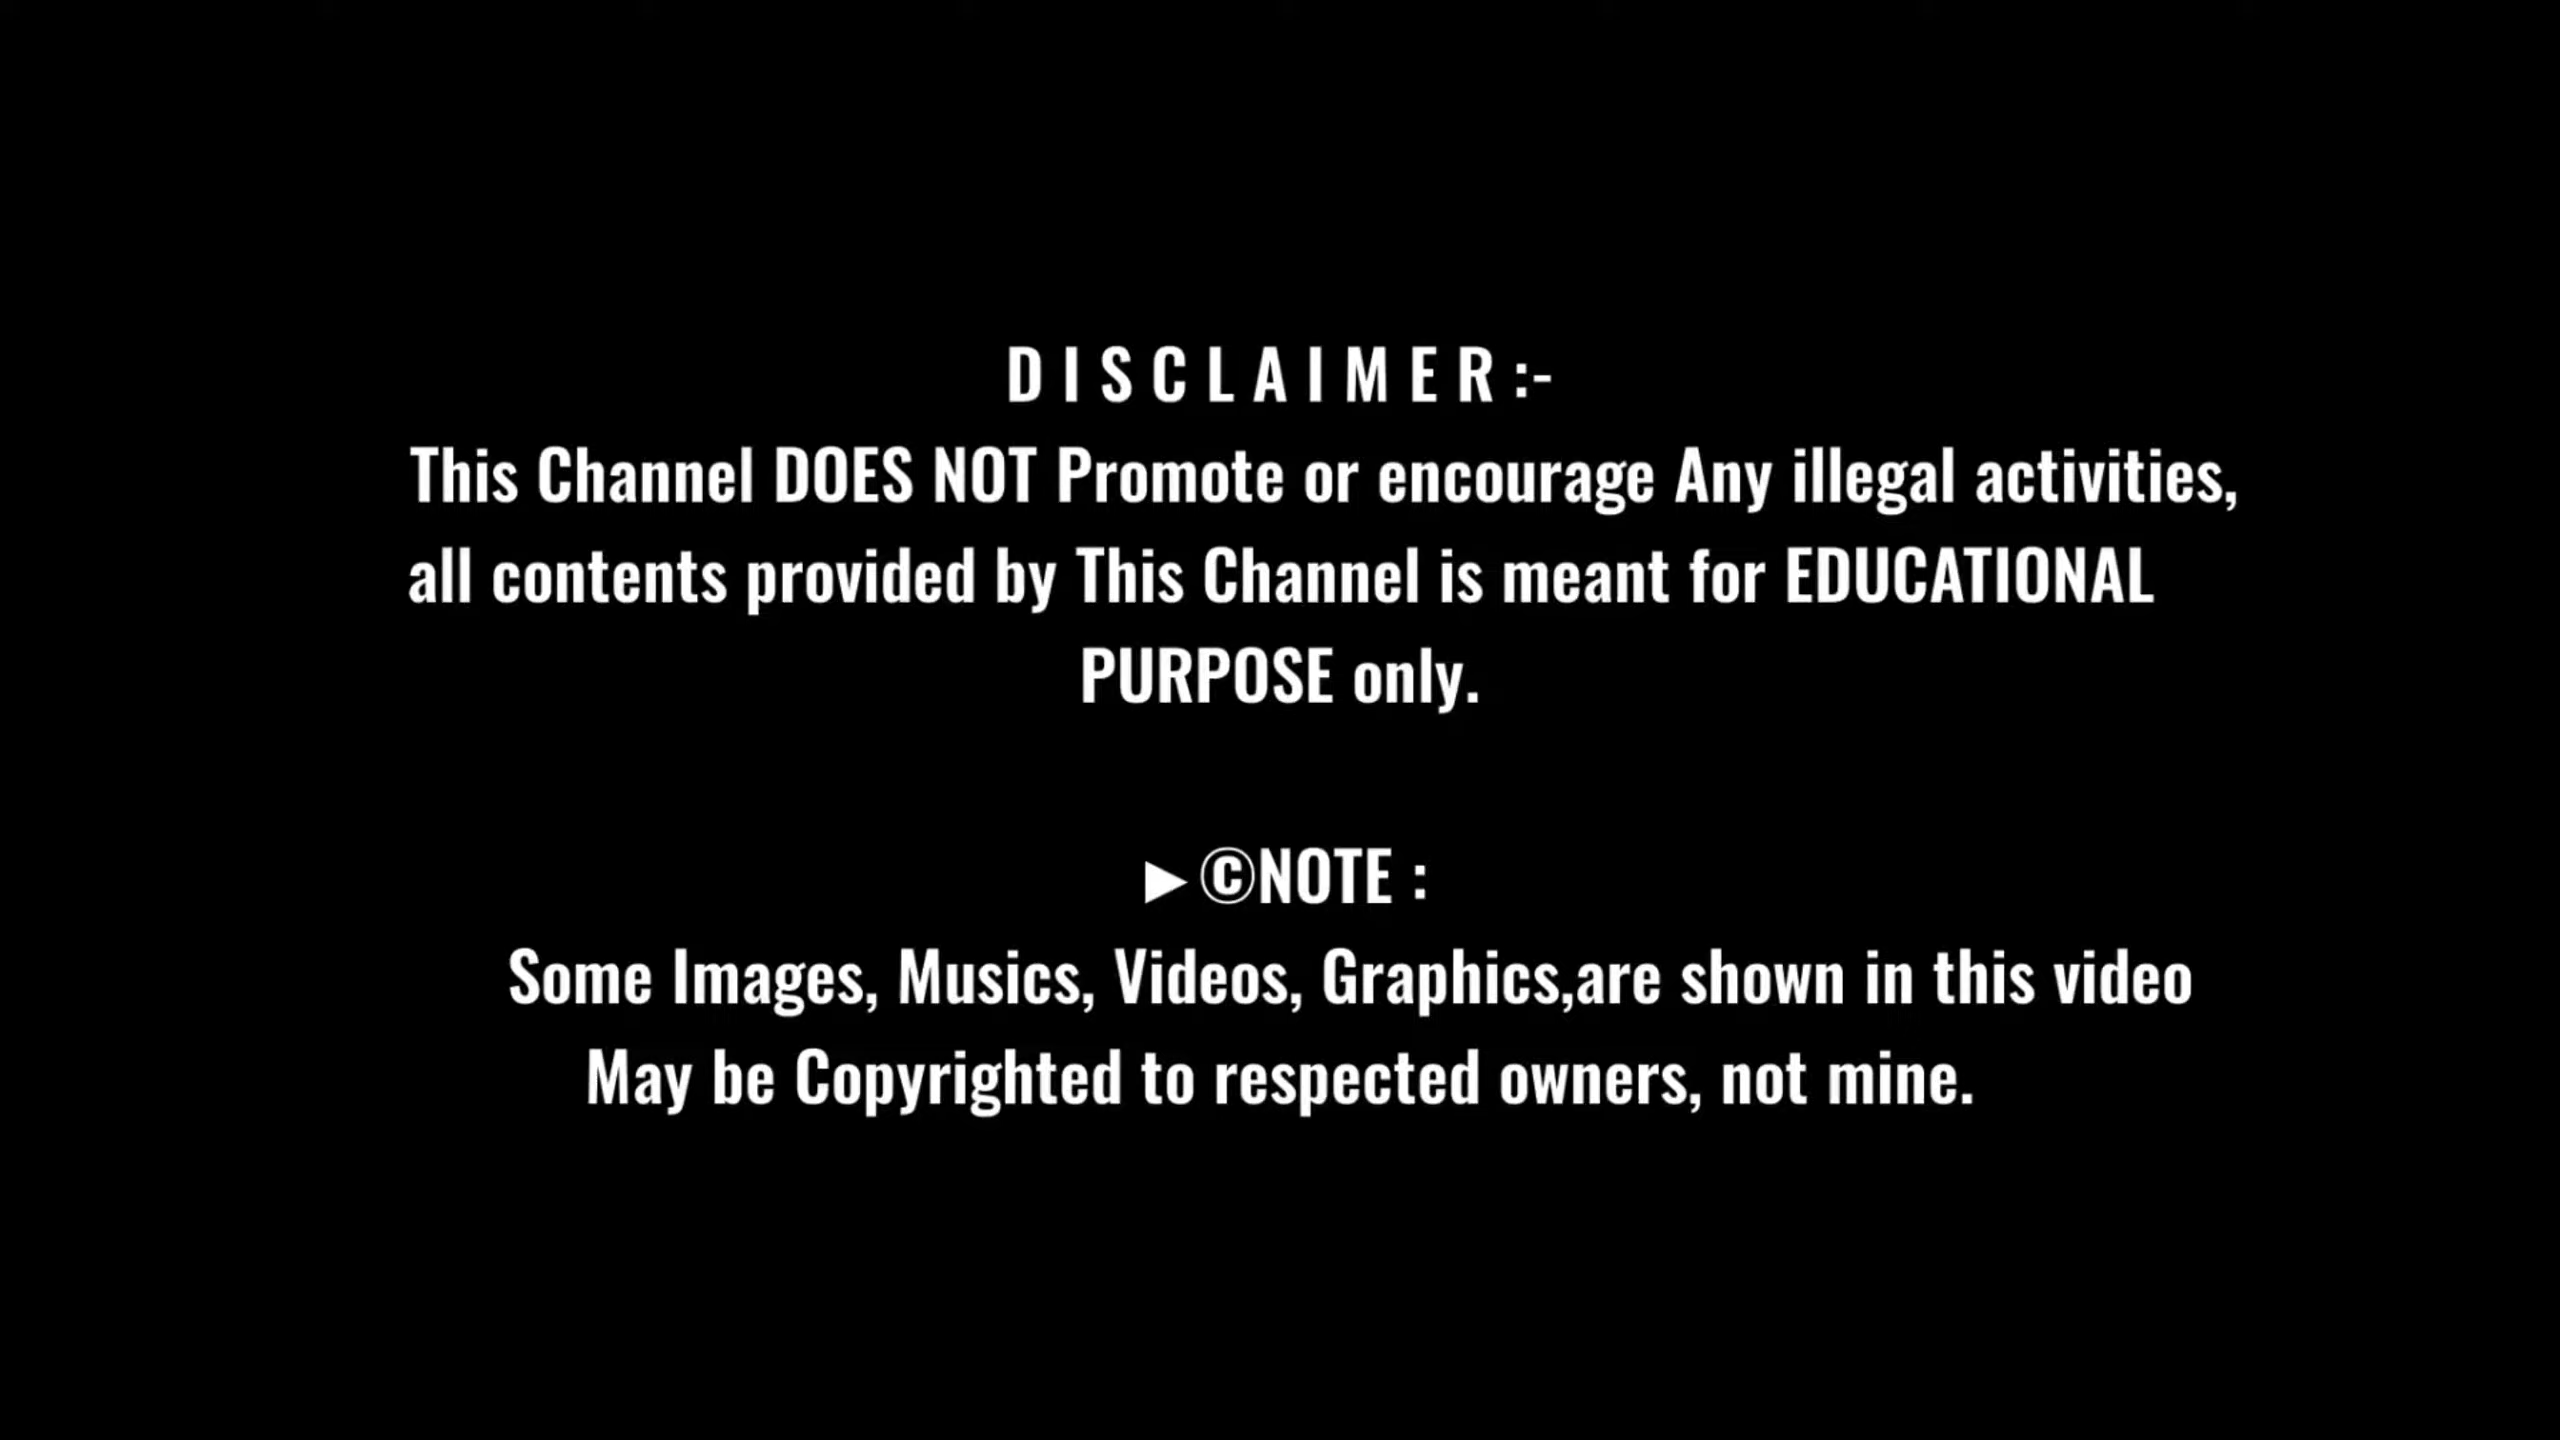 D I S C L A I M E R :-
This Channel DOES NOT Promote or encourage Any illegal activities,
all contents provided by This Channel is meant for EDUCATIONAL
PURPOSE only.
►©NOTE :
Some Images, Musics, Videos, Graphics,are shown in this video
May be Copyrighted to respected owners, not mine.